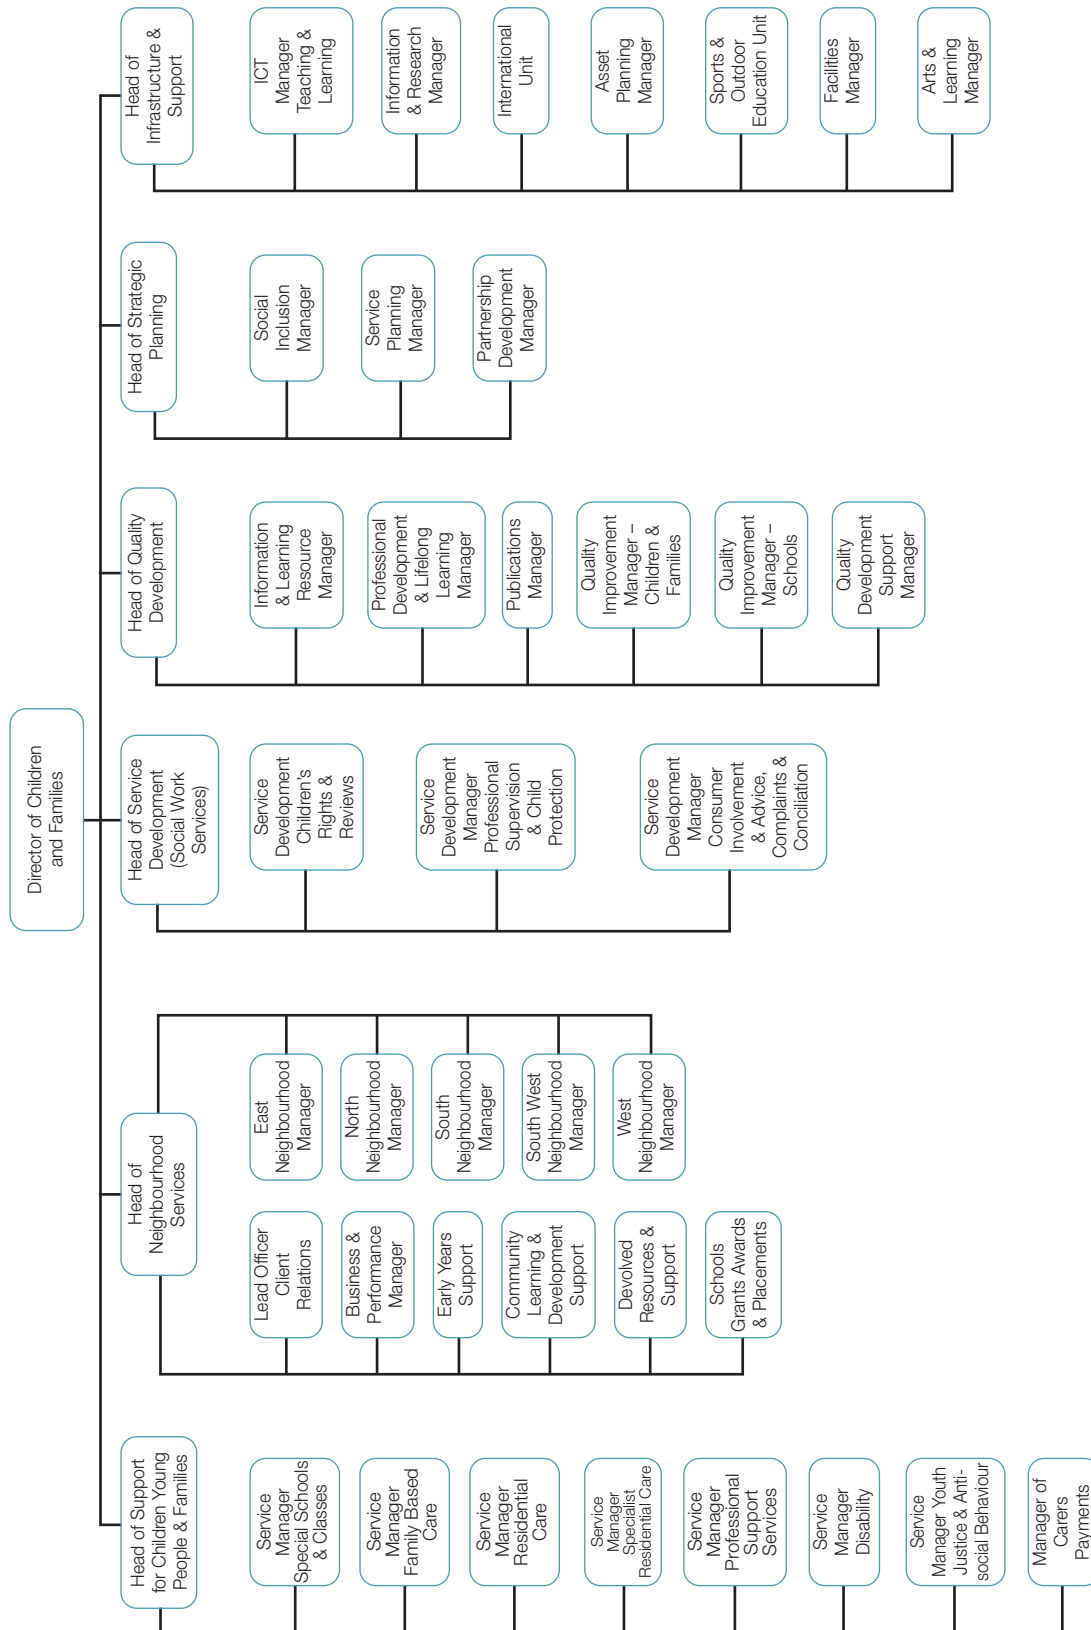 Director of Children
and Families
Head of Support
for Children Young
People & Families
Service
Manager
Special Schools
& Classes
Service
Manager
Family Based
Care
Service
Manager
Residential
Care
Service
Manager
Specialist
Residential Care
Service
Manager
Professional
Support
Services
Service
Manager
Disability
Service
Manager Youth
Justice & Anti-
social Behaviour
Manager of
Carers
Payments
Head of
Neighbourhood
Services
Lead Officer
Client
Relations
Business &
Performance
Manager
Early Years
Support
Community
Learning &
Development
Support
Devolved
Resources &
Support
Schools
Grants Awards
& Placements
East
Neighbourhood
Manager
North
Neighbourhood
Manager
South
Neighbourhood
Manager
South West
Neighbourhood
Manager
West
Neighbourhood
Manager
Head of Service
Development
(Social Work
Services)
Service
Development
Children's
Rights &
Reviews
Service
Development
Manager
Professional
Supervision
& Child
Protection
Service
Development
Manager
Consumer
Involvement
& Advice,
Complaints &
Conciliation
Head of Quality
Development
Information
& Learning
Resource
Manager
Professional
Development
& Lifelong
Learning
Manager
Publications
Manager
Quality
Improvement
Manager –
Children &
Families
Quality
Improvement
Manager –
Schools
Quality
Development
Support
Manager
Head of Strategic
Planning
Social
Inclusion
Manager
Service
Planning
Manager
Partnership
Development
Manager
Head of
Infrastructure &
Support
ICT
Manager
Teaching &
Learning
Information
& Research
Manager
International
Unit
Asset
Planning
Manager
Sports &
Outdoor
Education Unit
Facilities
Manager
Arts &
Learning
Manager